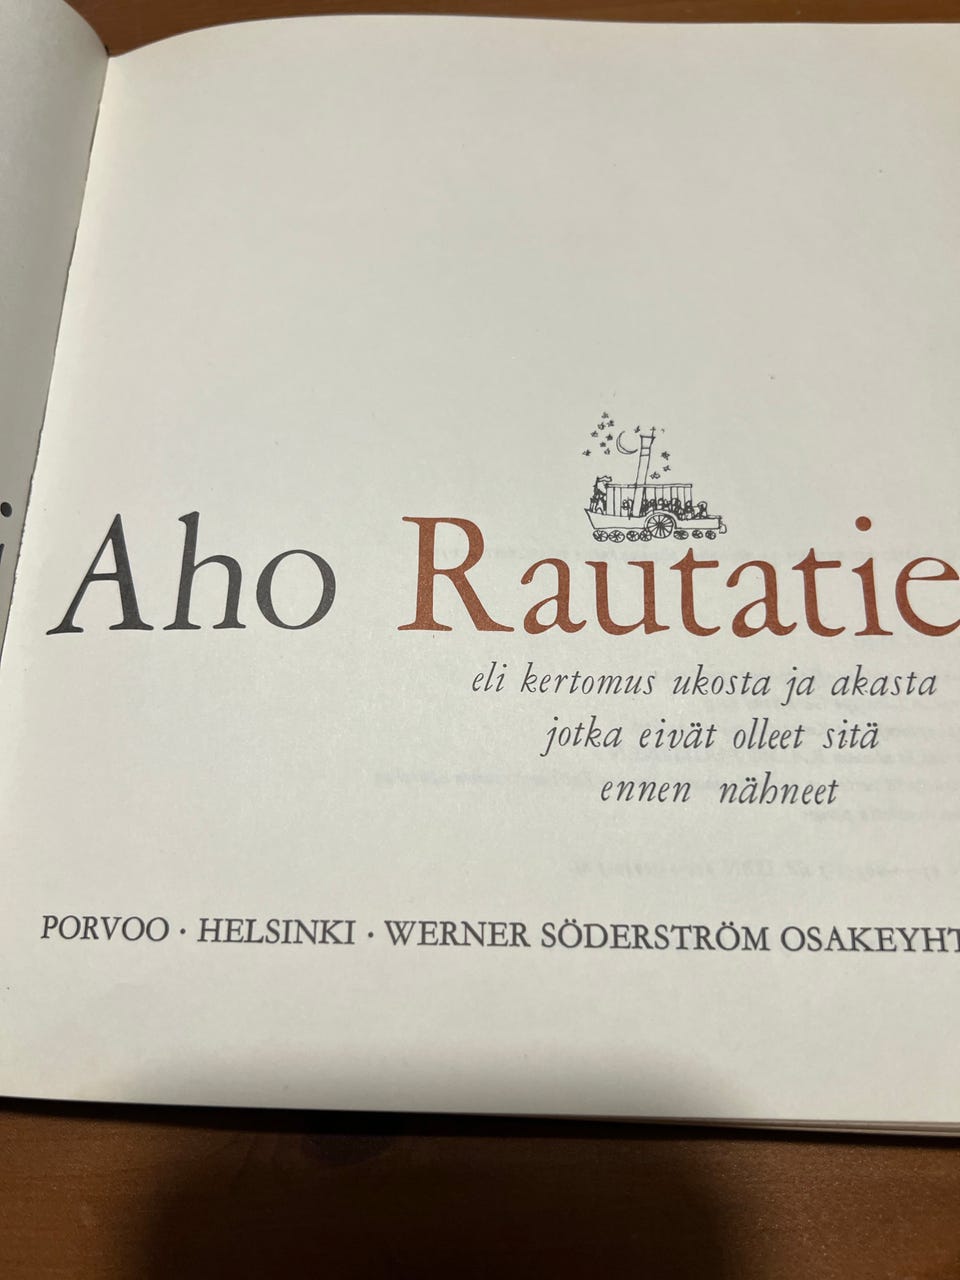 Aho Rautatie
eli kertomus ukosta ja akasta
jotka eivät olleet sitä
ennen nähneet
PORVOO · HELSINKI · WERNER SÖDERSTRÖM OSAKEYHT